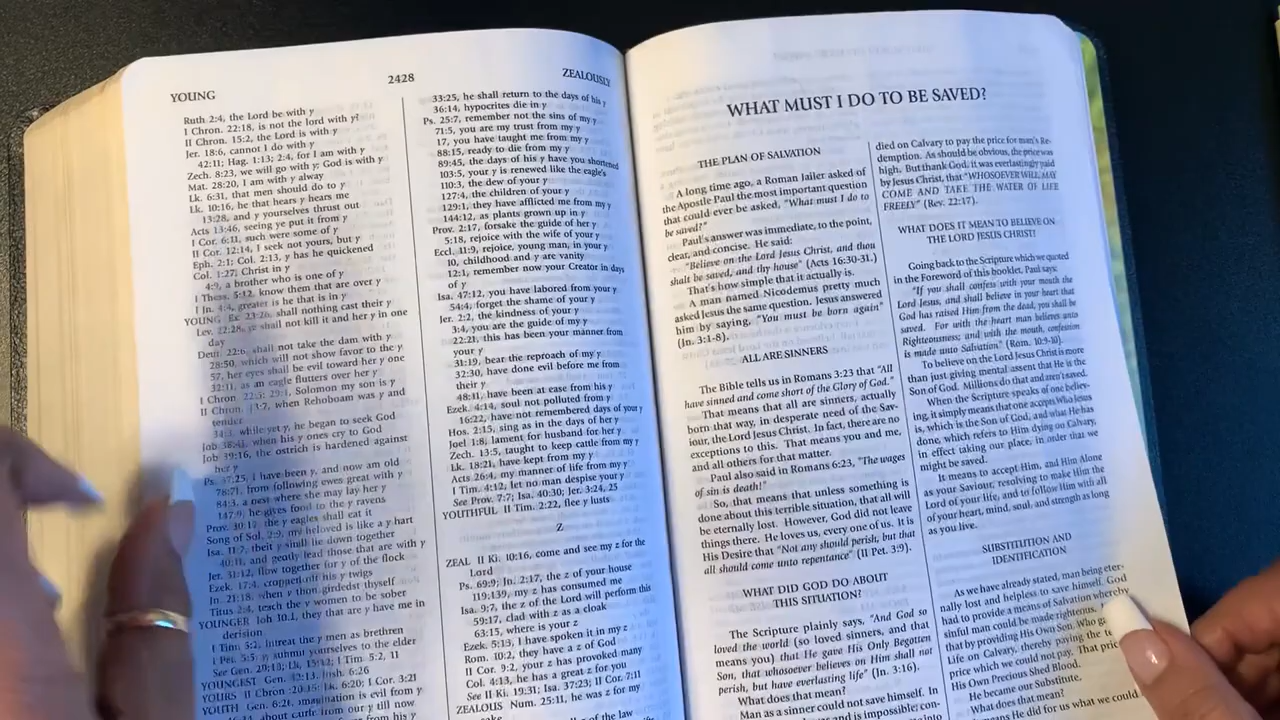 YOUNG
2428
ZEALOUSLY
Ruth 2:4, the Lord be with y
I Chron. 22:18, is not the lord with y?
II Chron. 15:2, the Lord is with y
Jer. 18:6, cannot I do with y
42:11; Hag. 1:13; 2:4, for I am with y
Zech. 8:23, we will go with y: God is with y
Mat. 28:20, I am with y alway
Lk. 6:31, that men should do to y
Lk. 10:16, he that hears y hears me
13:28, and y yourselves thrust out
Acts 13:46, seeing ye put it from y
I Cor. 6:11, such were some of y
II Cor. 12:14, I seek not yours, but y
Eph. 2:1; Col. 2:13, y has he quickened
Col. 1:27; Christ in y
4:9, a brother who is one of y
I Thess. 5:12, know them that are over y
I Jn. 4:4, greater is he that is in y
YOUNG Ex. 23:26, shall nothing cast their y
Lev. 22:28, ye shall not kill it and her y in one
day
Deut. 22:6, shall not take the dam with y
28:50, which will not show favor to the y
57, her eyes shall be evil toward her y one
32:11, as an eagle flutters over her y
I Chron. 22:5; 29:1, Solomon my son is y
II Chron. 13:7, when Rehoboam was y and
tender
34:3, while yet y, he began to seek God
Job 38:41, when his y ones cry to God
Job 39:16, the ostrich is hardened against
her y
Ps. 37:25, i have been y, and now am old
78:71, from following ewes great with y
84:3, a nest where she may lay her y
147:9, he gives food to the y ravens
Prov. 30:17, the y eagles shall eat it
Song of Sol. 2:9, my beloved is like a y hart
Isa. 11:7, their y shall lie down together
40:11, and gently lead those that are with y
Jer. 31:12, flow together for y of the flock
Ezek. 17:4, cropped off his y twigs
Jn. 21:18, when y thou girdedst thyself
Titus 2:4, teach the y women to be sober
YOUNGER Job 30:1, they that are y have me in
derision
I Tim. 5:2, intreat the y men as brethren
I Pet. 5:5, y submit yourselves to the elder
See Gen. 29:18; Lk. 15:12; I Tim. 5:2, 11
YOUNGEST Gen. 42:13, Josh. 6:26
YOURS II Chron. 20:15; Lk. 6:20; I Cor. 3:21
YOUTH Gen. 8:21, imagination is evil from y
46:34, about cattle from our y till now
33:25, he shall return to the days of his y
36:14, hypocrites die in y
Ps. 25:7, remember not the sins of my y
71:5, you are my trust from my y
17, you have taught me from my y
88:15, ready to die from my y
89:45, the days of his y have you shortened
103:5, your y is renewed like the eagle's
110:3, the dew of your y
127:4, the children of your y
129:1, they have afflicted me from my y
144:12, as plants grown up in y
Prov. 2:17, forsake the guide of her y
5:18, rejoice with the wife of your y
Eccl. 11:9, rejoice, young man, in your y
10, childhood and y are vanity
12:1, remember now your Creator in days
of y
Isa. 47:12, you have labored from your y
54:4, forget the shame of your y
Jer. 2:2, the kindness of your y
3:4, you are the guide of my y
22:21, this has been your manner from
your y
31:19, bear the reproach of my y
32:30, have done evil before me from
their y
48:11, have been at ease from his y
Ezek. 4:14, soul not polluted from y
16:22, have not remembered days of your y
Hos. 2:15, sing as in the days of her y
Joel 1:8, lament for husband for her y
Zech. 13:5, taught to keep cattle from my y
Lk. 18:21, have kept from my y
Acts 26:4, my manner of life from my y
I Tim. 4:12, let no man despise your y
See Prov. 7:7; Isa. 40:30; Jer. 3:24, 25
YOUTHFUL II Tim. 2:22, flee y lusts
Z
ZEAL II Ki. 10:16, come and see my z for the
Lord
Ps. 69:9; Jn. 2:17, the z of your house
119:139, my z has consumed me
Isa. 9:7, the z of the Lord will perform this
59:17, clad with z as a cloak
63:15, where is your z
Ezek. 5:13, I have spoken it in my z
Rom. 10:2, they have a z of God
II Cor. 9:2, your z has provoked many
Col. 4:13, he has a great z for you
See II Ki. 19:31; Isa. 37:23; II Cor. 7:11
ZEALOUS Num. 25:11, he was z for my
sake
z of the law
WHAT MUST I DO TO BE SAVED?
THE PLAN OF SALVATION
A long time ago, a Roman Jailer asked of
the Apostle Paul the most important question
that could ever be asked, "What must I do to
be saved?"
Paul's answer was immediate, to the point,
clear, and concise. He said:
"Believe on the Lord Jesus Christ, and thou
shalt be saved, and thy house" (Acts 16:30-31.)
That's how simple that it actually is.
A man named Nicodemus pretty much
asked Jesus the same question. Jesus answered
him by saying, "You must be born again"
(Jn. 3:1-8).
ALL ARE SINNERS
The Bible tells us in Romans 3:23 that "All
have sinned and come short of the Glory of God."
That means that all are sinners, actually
born that way, in desperate need of the Sav-
iour, the Lord Jesus Christ. In fact, there are no
exceptions to this. That means you and me,
and all others for that matter.
Paul also said in Romans 6:23, "The wages
of sin is death!"
So, that means that unless something is
done about this terrible situation, that all will
be eternally lost. However, God did not leave
things there. He loves us, every one of us. It is
His Desire that "Not any should perish, but that
all should come unto repentance" (II Pet. 3:9).
WHAT DID GOD DO ABOUT
THIS SITUATION?
The Scripture plainly says, "And God so
loved the world (so loved sinners, and that
means you) that He gave His Only Begotten
Son, that whosoever believes on Him shall not
perish, but have everlasting life" (Jn. 3:16).
What does that mean?
Man as a sinner could not save himself. In
and is impossible; con-
into
died on Calvary to pay the price for man's Re-
demption. As should be obvious, the price was
high. But thank God, it was everlastingly paid
by Jesus Christ, that "WHOSOEVER WILL, MAY
COME AND TAKE THE WATER OF LIFE
FREELY" (Rev. 22:17).
WHAT DOES IT MEAN TO BELIEVE ON
THE LORD JESUS CHRIST!
Going back to the Scripture which we quoted
in the Foreword of this booklet, Paul says:
"If you shall confess with your mouth the
Lord Jesus, and shall believe in your heart that
God has raised Him from the dead, you shall be
saved. For with the heart man believes unto
Righteousness; and with the mouth, confession
is made unto Salvation" (Rom. 10:9-10).
To believe on the Lord Jesus Christ is more
than just giving mental assent that He is the
Son of God. Millions do that and aren't saved.
When the Scripture speaks of one believ-
ing, it simply means that one accepts Who Jesus
is, which is the Son of God, and what He has
done, which refers to Him dying on Calvary,
in effect taking our place, in order that we
might be saved.
It means to accept Him, and Him Alone
as your Saviour, resolving to make Him the
Lord of your life, and to follow Him with all
of your heart, mind, soul, and strength as long
as you live.
SUBSTITUTION AND
IDENTIFICATION
As we have already stated, man being eter-
nally lost and helpless to save himself, God
had to provide a means of Salvation whereby
sinful man could be made righteous.
that by providing His Own Son, Who
Life on Calvary, thereby paying the
price which we could not pay. That price
His Own Precious Shed Blood.
He became our Substitute.
What does that mean?
means He did for us what we could